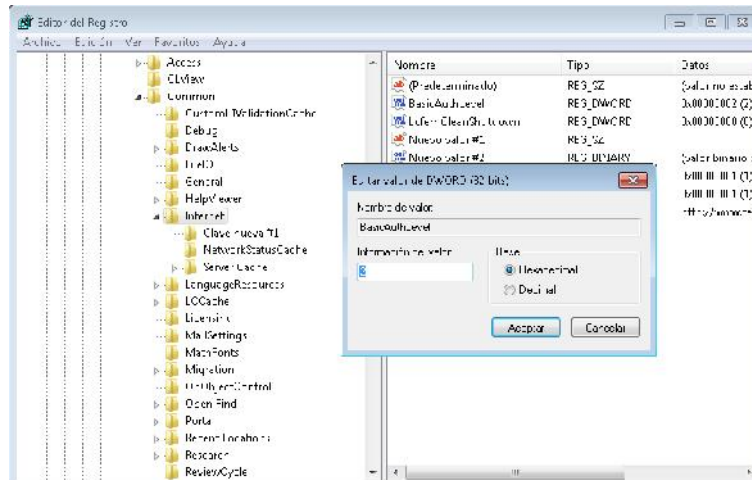 Editor del Registro
Archivo Edición Ver Favoritos Ayuda
Access
CLView
Common
CustomUIValidationCache
Debug
DrawAlerts
FileIO
General
HelpViewer
Internet
Clave nueva #1
NetworkStatusCache
Server Cache
LanguageResources
LCCache
Licensing
MailSettings
MathFonts
Migration
Open Find
Portal
Recent Locations
Research
ReviewCycle
Nombre Tipo Datos
(Predeterminado) REG_SZ
BasicAuthLevel REG_DWORD 0x00000002 (2)
REG_DWORD 0x00000000 (0)
Nuevo valor #1 REG_SZ
Nuevo valor #2 REG_BINARY (valor binario
Editar valor de DWORD (32 bits)
Nombre de valor:
BasicAuthLevel
Información del valor:
2
Base
Hexadecimal
Decimal
Aceptar Cancelar